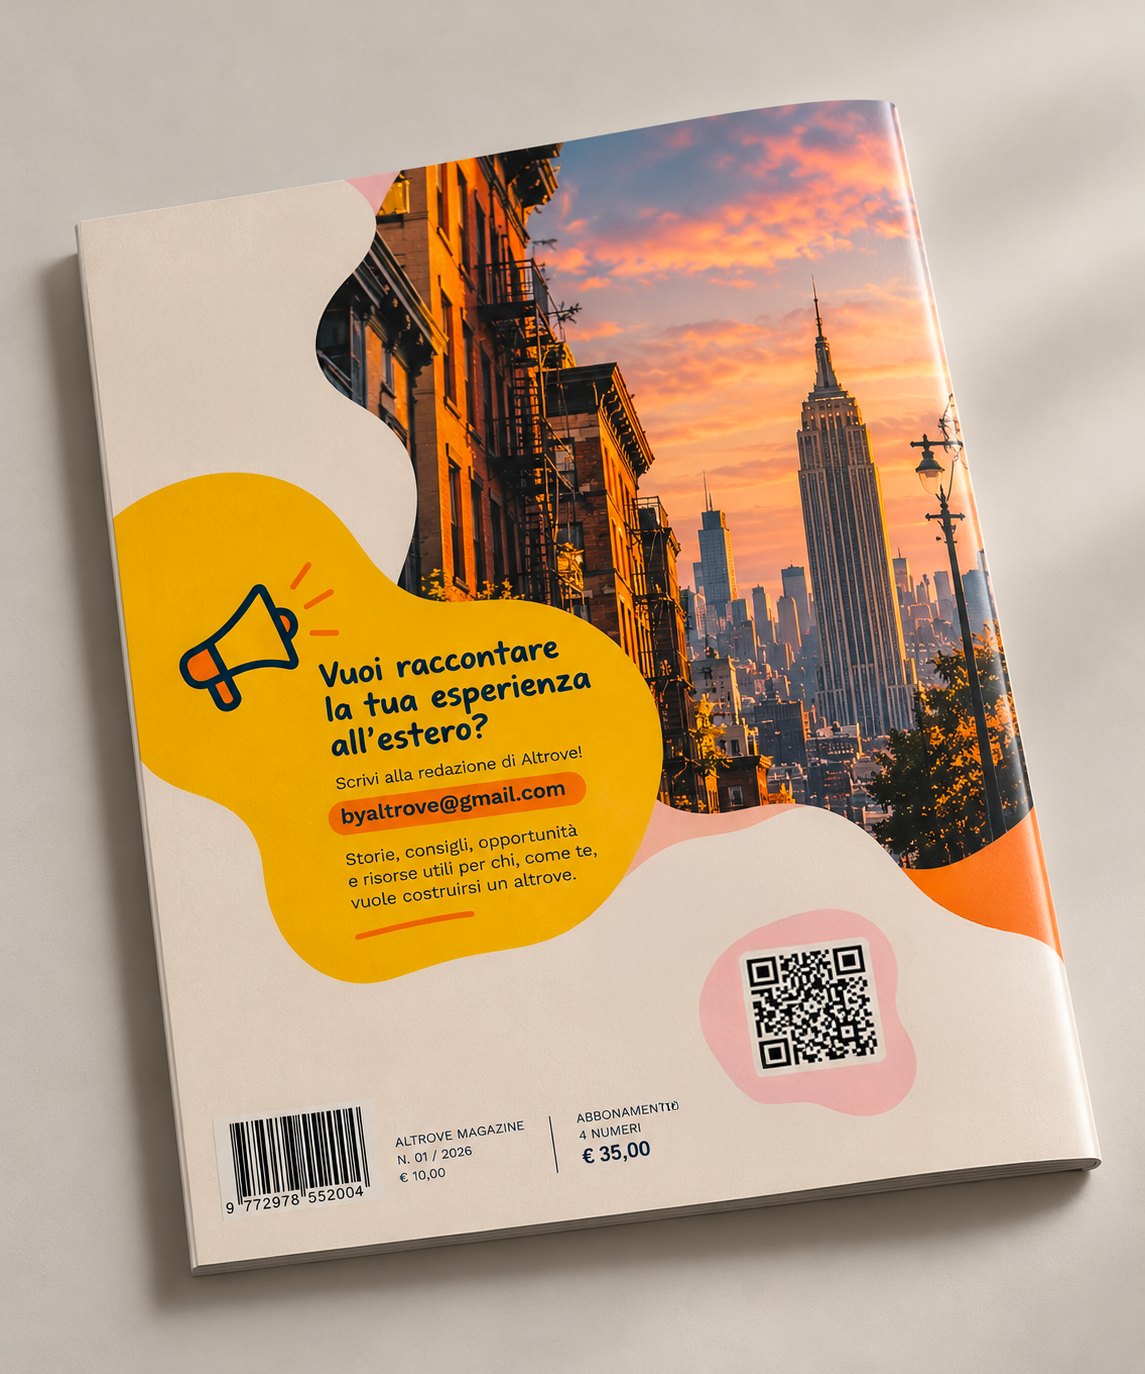 Vuoi raccontare
la tua esperienza
all'estero?
Scrivi alla redazione di Altrove!
byaltrove@gmail.com
Storie, consigli, opportunità
e risorse utili per chi, come te,
vuole costruirsi un altrove.
9 772978 552004
ALTROVE MAGAZINE
N. 01 / 2026
€ 10,00
4 NUMERI
€ 35,00